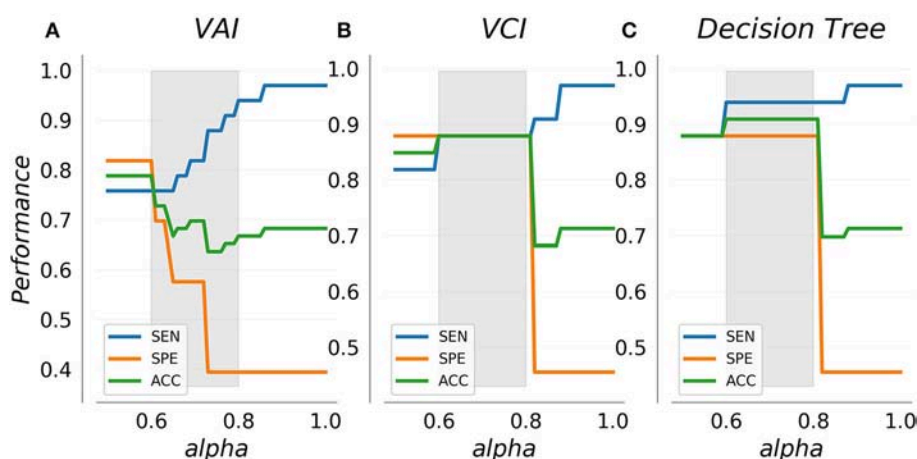 A VAI B VCI C Decision Tree
1.0 1.0 1.0
0.9 0.9 0.9
0.8 0.8 0.8
0.7 0.7 0.7
0.6 0.6 0.6
0.5 0.5 0.5
0.4
Performance
SEN SEN SEN
SPE SPE SPE
ACC ACC ACC
0.6 0.8 1.0 0.6 0.8 1.0 0.6 0.8 1.0
alpha alpha alpha